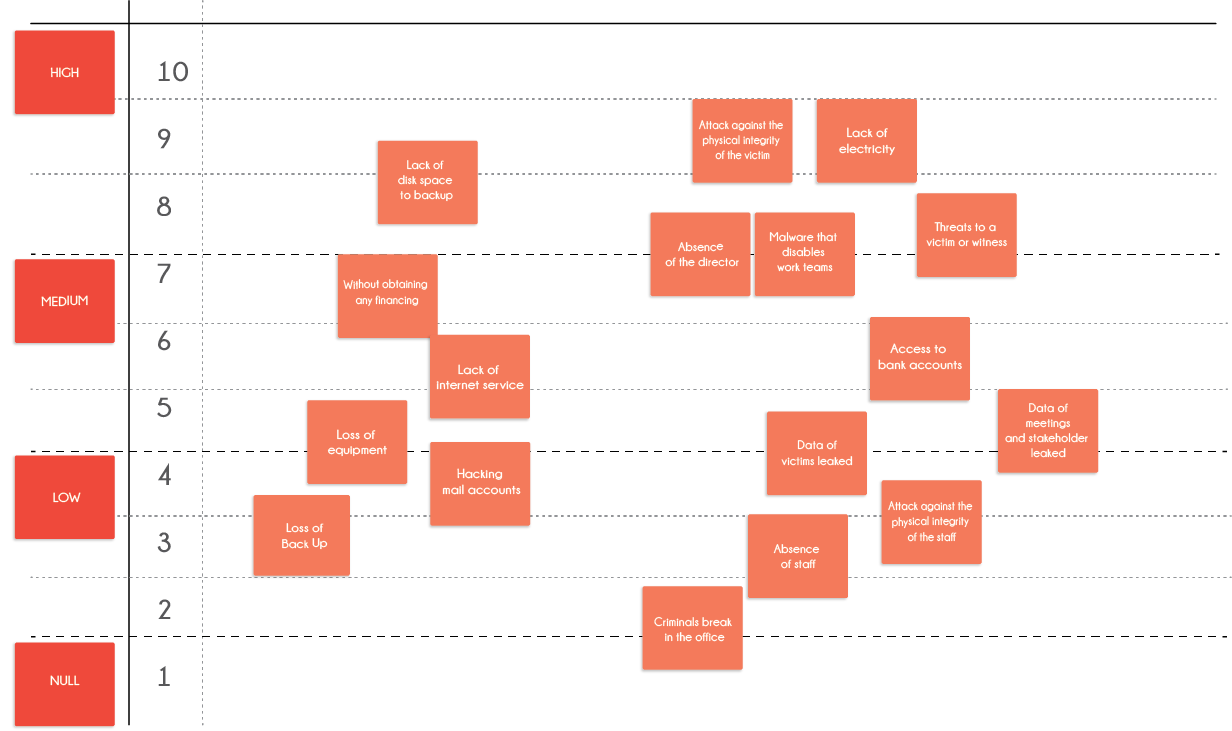 HIGH
10
9
Attack against the
physical integrity
of the victim
Lack of
electricity
Lack of
disk space
to backup
8
Threats to a
victim or witness
Absence
of the director
Malware that
disables
work teams
7
MEDIUM
Without obtaining
any financing
6
Lack of
internet service
Access to
bank accounts
5
Loss of
equipment
Data of
victims leaked
Data of
meetings
and stakeholder
leaked
4
LOW
Hacking
mail accounts
Attack against the
physical integrity
of the staff
3
Loss of
Back Up
Absence
of staff
2
Criminals break
in the office
NULL
1